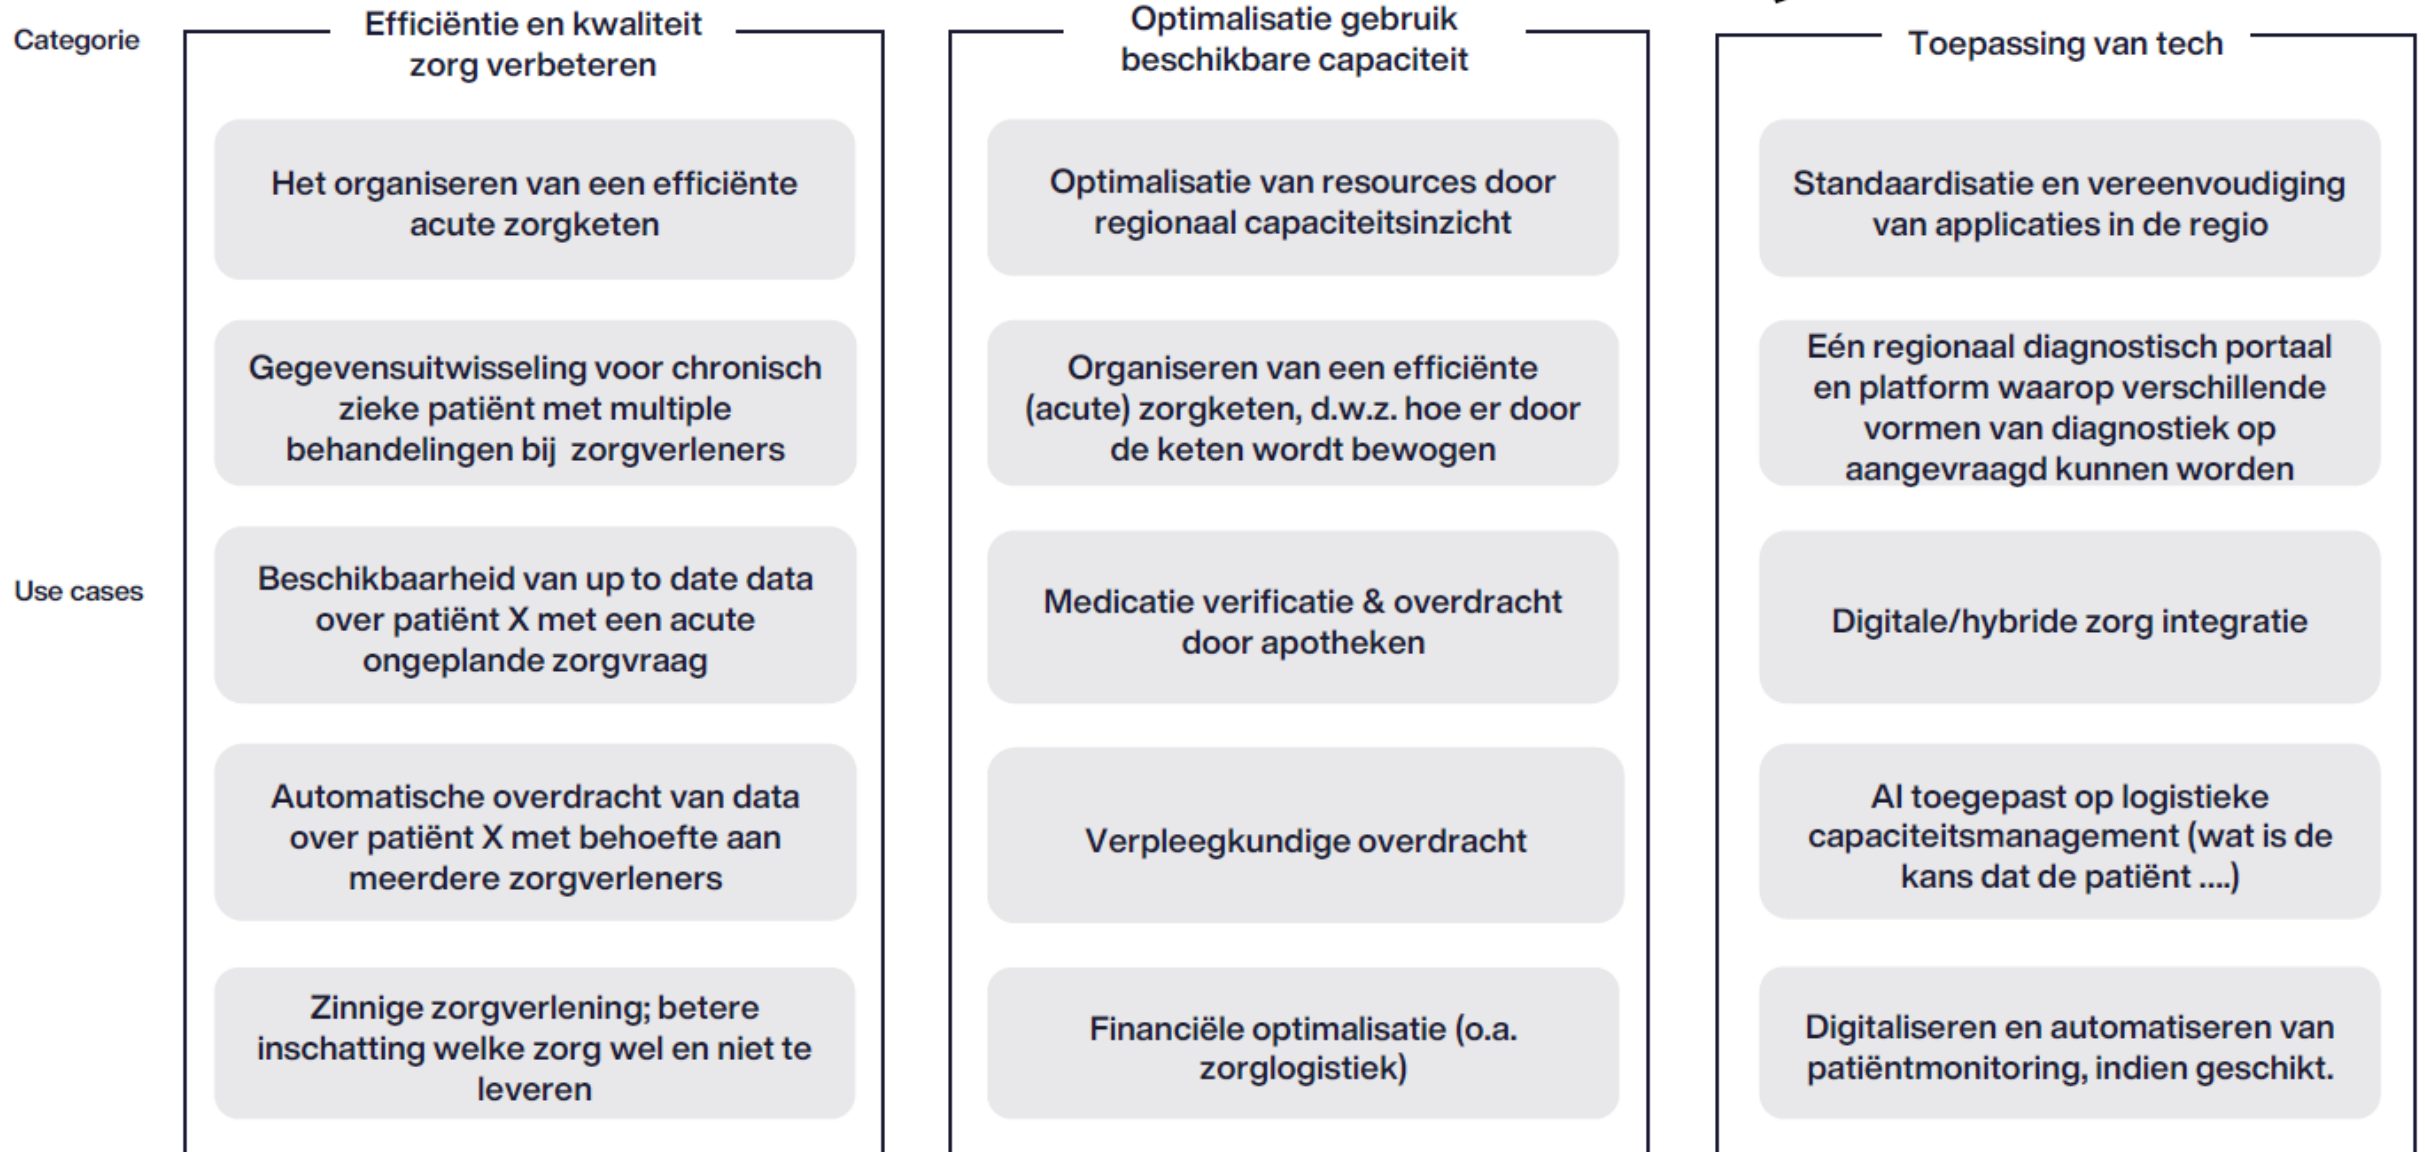 Categorie
Efficiëntie en kwaliteit
zorg verbeteren
Optimalisatie gebruik
beschikbare capaciteit
Toepassing van tech
Use cases
Het organiseren van een efficiënte
acute zorgketen
Gegevensuitwisseling voor chronisch
zieke patiënt met multiple
behandelingen bij  zorgverleners
Beschikbaarheid van up to date data
over patiënt X met een acute
ongeplande zorgvraag
Automatische overdracht van data
over patiënt X met behoefte aan
meerdere zorgverleners
Zinnige zorgverlening; betere
inschatting welke zorg wel en niet te
leveren
Optimalisatie van resources door
regionaal capaciteitsinzicht
Organiseren van een efficiënte
(acute) zorgketen, d.w.z. hoe er door
de keten wordt bewogen
Medicatie verificatie & overdracht
door apotheken
Verpleegkundige overdracht
Financiële optimalisatie (o.a.
zorglogistiek)
Standaardisatie en vereenvoudiging
van applicaties in de regio
Eén regionaal diagnostisch portaal
en platform waarop verschillende
vormen van diagnostiek op
aangevraagd kunnen worden
Digitale/hybride zorg integratie
AI toegepast op logistieke
capaciteitsmanagement (wat is de
kans dat de patiënt ....)
Digitaliseren en automatiseren van
patiëntmonitoring, indien geschikt.